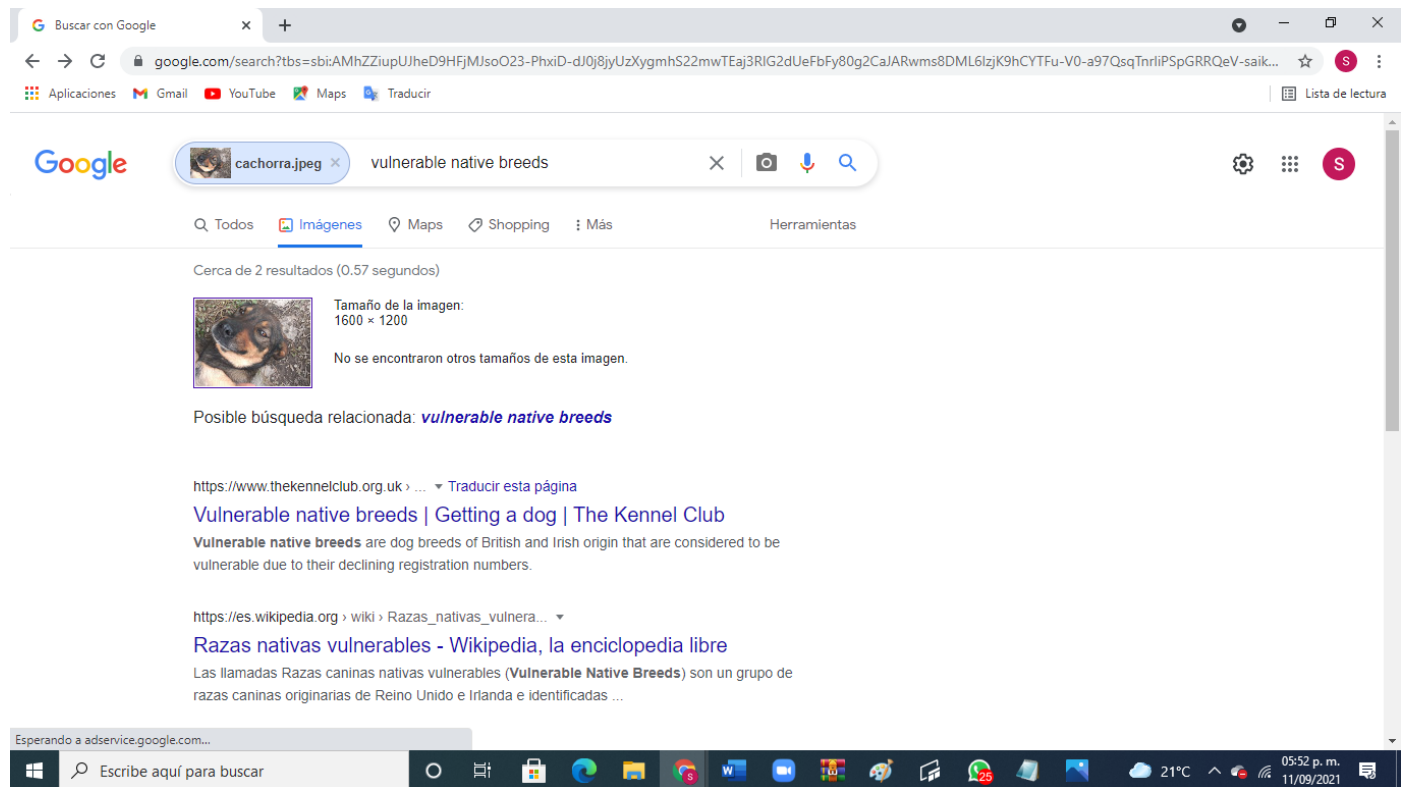 Buscar con Google
google.com/search?tbs=sbi:AMhZZiupUJheD9HFjMJsoO23-PhxiD-dJ0j8jyUzXygmhS22mwTEaj3RIG2dUeFbFy80g2CaJARwms8DML6IzjK9hCYTFu-V0-a97QsqTnrliPSpGRRQeV-saik... S
Aplicaciones Gmail YouTube Maps Traducir Lista de lectura
Google cachorra.jpeg × vulnerable native breeds S
Todos Imágenes Maps Shopping Más Herramientas
Cerca de 2 resultados (0.57 segundos)
Tamaño de la imagen:
1600 × 1200
No se encontraron otros tamaños de esta imagen.
Posible búsqueda relacionada: vulnerable native breeds
https://www.thekennelclub.org.uk › ... Traducir esta página
Vulnerable native breeds | Getting a dog | The Kennel Club
Vulnerable native breeds are dog breeds of British and Irish origin that are considered to be
vulnerable due to their declining registration numbers.
https://es.wikipedia.org › wiki › Razas_nativas_vulnera...
Razas nativas vulnerables - Wikipedia, la enciclopedia libre
Las llamadas Razas caninas nativas vulnerables (Vulnerable Native Breeds) son un grupo de
razas caninas originarias de Reino Unido e Irlanda e identificadas ...
Esperando a adservice.google.com...
Escribe aquí para buscar 25 21°C 05:52 p. m.
11/09/2021